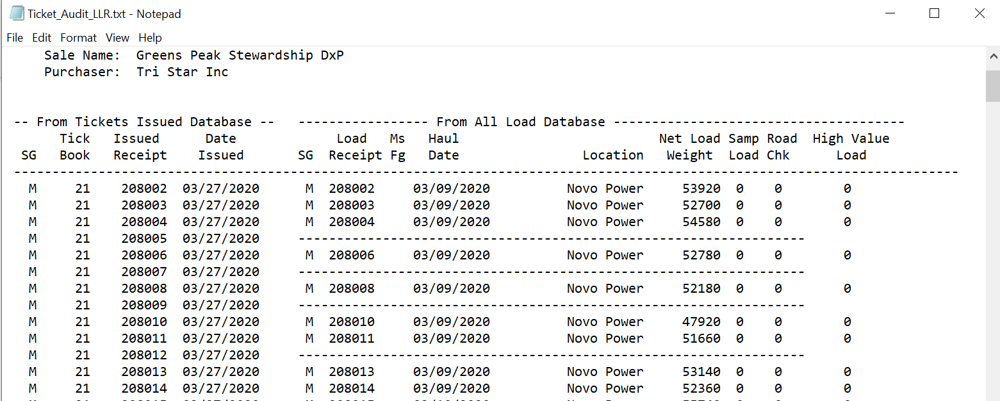 Ticket_Audit_LLR.txt - Notepad
File Edit Format View Help
Sale Name: Greens Peak Stewardship DxP
Purchaser: Tri Star Inc
-- From Tickets Issued Database -- ----------------- From All Load Database --------------------------------------
Tick Issued Date Load Ms Haul Net Load Samp Road High Value
SG Book Receipt Issued SG Receipt Fg Date Location Weight Load Chk Load
---------------------------------------------------------------------------------------------------------------------------
M 21 208002 03/27/2020 M 208002 03/09/2020 Novo Power 53920 0 0 0
M 21 208003 03/27/2020 M 208003 03/09/2020 Novo Power 52700 0 0 0
M 21 208004 03/27/2020 M 208004 03/09/2020 Novo Power 54580 0 0 0
M 21 208005 03/27/2020 ------------------------------------------------------------------
M 21 208006 03/27/2020 M 208006 03/09/2020 Novo Power 52780 0 0 0
M 21 208007 03/27/2020 ------------------------------------------------------------------
M 21 208008 03/27/2020 M 208008 03/09/2020 Novo Power 52180 0 0 0
M 21 208009 03/27/2020 ------------------------------------------------------------------
M 21 208010 03/27/2020 M 208010 03/09/2020 Novo Power 47920 0 0 0
M 21 208011 03/27/2020 M 208011 03/09/2020 Novo Power 51660 0 0 0
M 21 208012 03/27/2020 ------------------------------------------------------------------
M 21 208013 03/27/2020 M 208013 03/09/2020 Novo Power 53140 0 0 0
M 21 208014 03/27/2020 M 208014 03/09/2020 Novo Power 52360 0 0 0